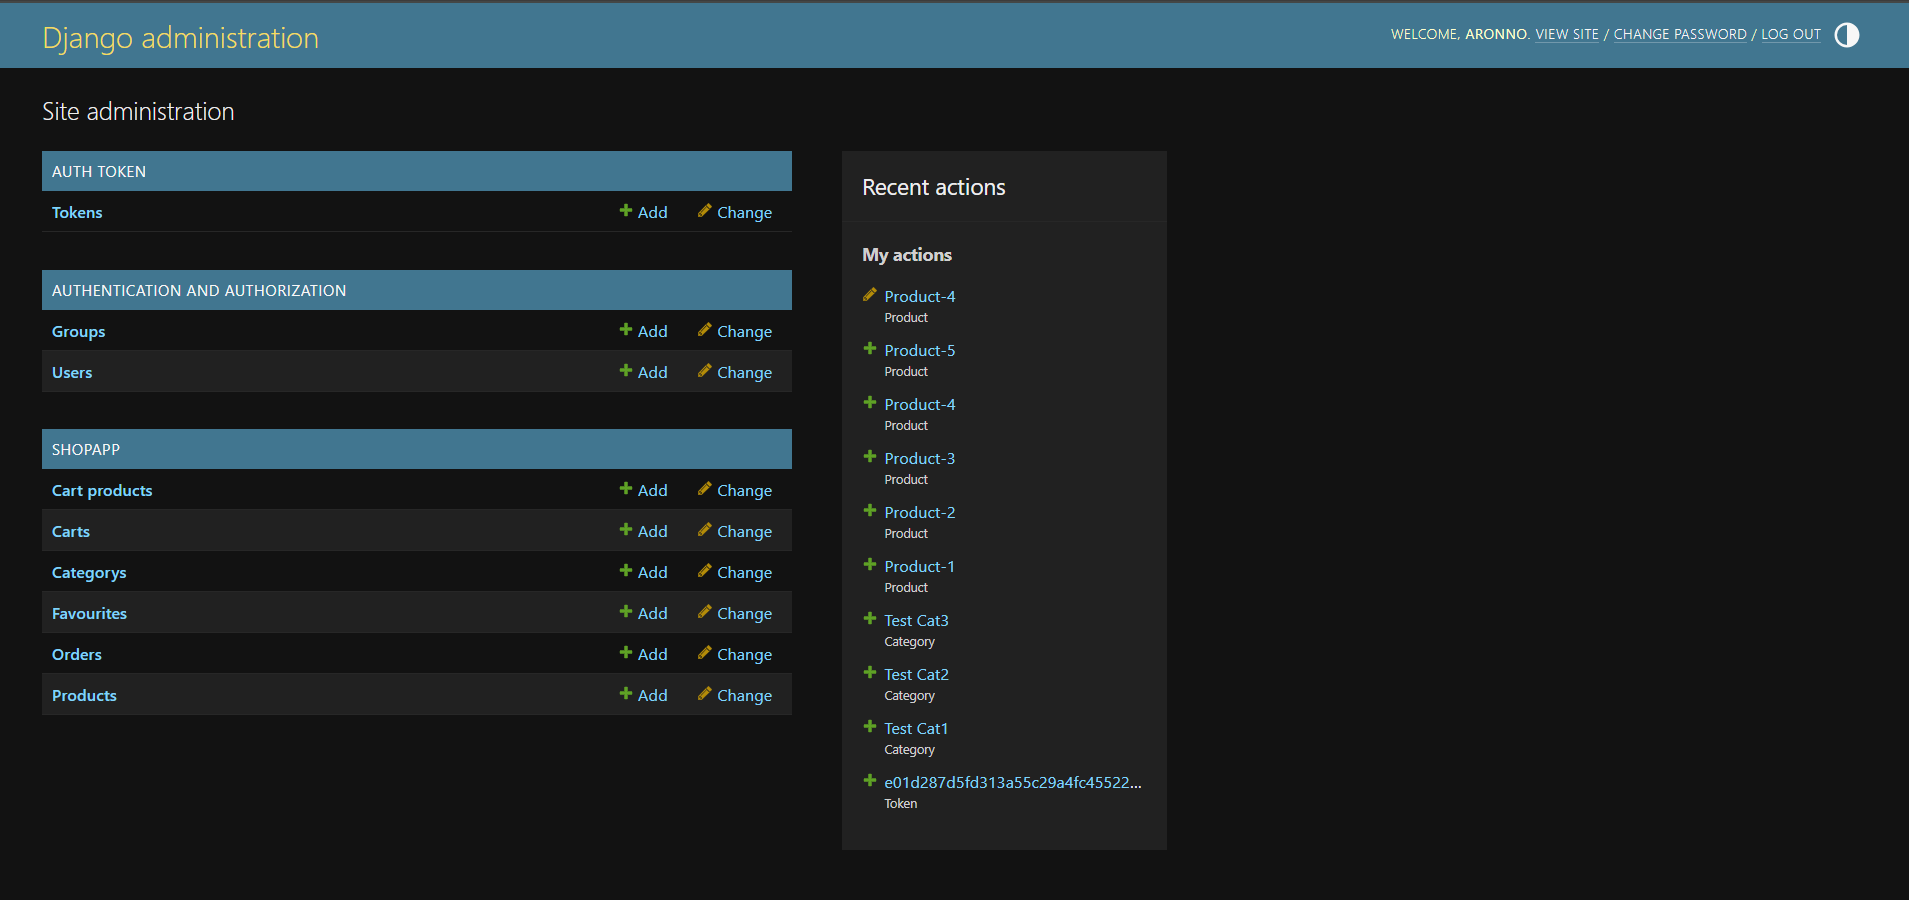 Django administration
WELCOME, ARONNO. VIEW SITE / CHANGE PASSWORD / LOG OUT
Site administration
AUTH TOKEN
Tokens Add Change
AUTHENTICATION AND AUTHORIZATION
Groups Add Change
Users Add Change
SHOPAPP
Cart products Add Change
Carts Add Change
Categorys Add Change
Favourites Add Change
Orders Add Change
Products Add Change
Recent actions
My actions
Product-4
Product
Product-5
Product
Product-4
Product
Product-3
Product
Product-2
Product
Product-1
Product
Test Cat3
Category
Test Cat2
Category
Test Cat1
Category
e01d287d5fd313a55c29a4fc45522...
Token